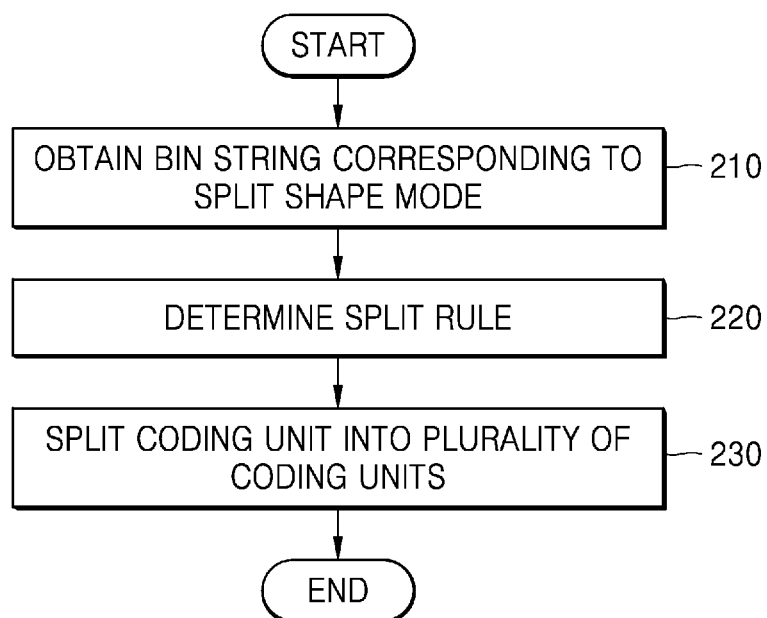 START
OBTAIN BIN STRING CORRESPONDING TO
SPLIT SHAPE MODE
210
DETERMINE SPLIT RULE
220
SPLIT CODING UNIT INTO PLURALITY OF
CODING UNITS
230
END